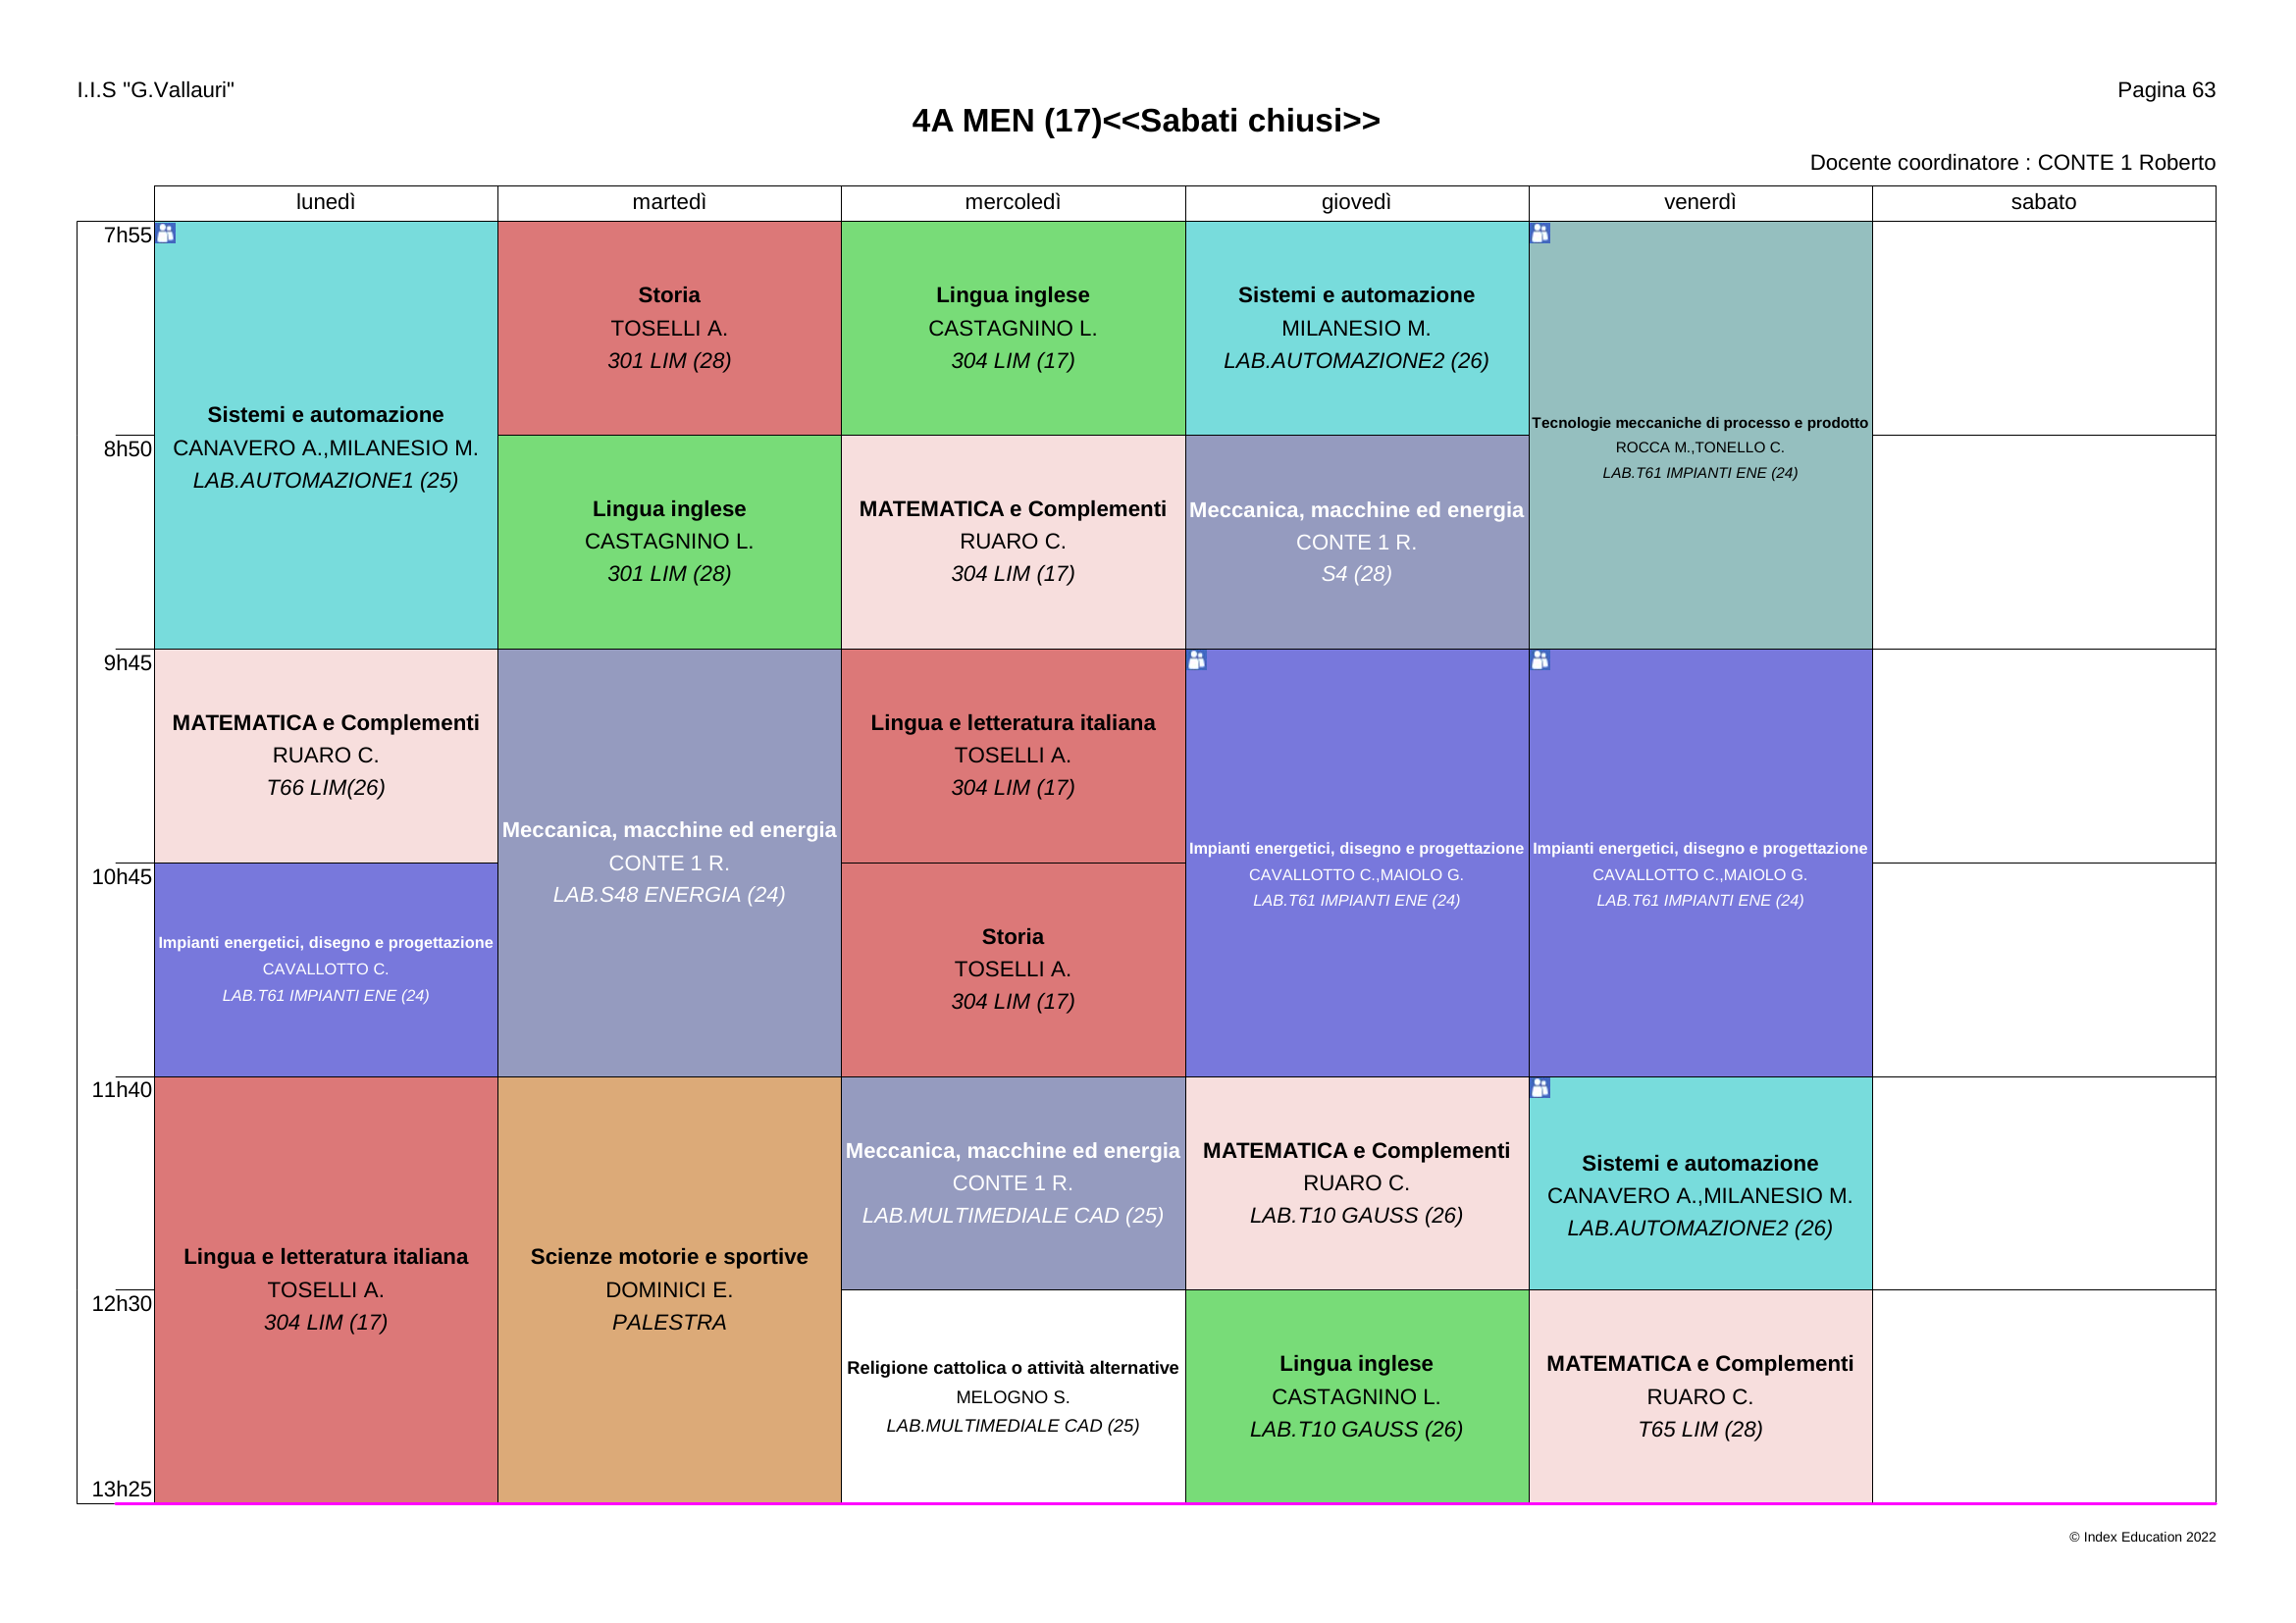 I.I.S "G.Vallauri"
Pagina 63
4A MEN (17)<<Sabati chiusi>>
Docente coordinatore : CONTE 1 Roberto
lunedì
martedì
mercoledì
giovedì
venerdì
sabato
7h55
8h50
9h45
10h45
11h40
12h30
13h25
Sistemi e automazione
CANAVERO A.,MILANESIO M.
LAB.AUTOMAZIONE1 (25)
MATEMATICA e Complementi
RUARO C.
T66 LIM(26)
Impianti energetici, disegno e progettazione
CAVALLOTTO C.
LAB.T61 IMPIANTI ENE (24)
Lingua e letteratura italiana
TOSELLI A.
304 LIM (17)
Storia
TOSELLI A.
301 LIM (28)
Lingua inglese
CASTAGNINO L.
301 LIM (28)
Meccanica, macchine ed energia
CONTE 1 R.
LAB.S48 ENERGIA (24)
Scienze motorie e sportive
DOMINICI E.
PALESTRA
Lingua inglese
CASTAGNINO L.
304 LIM (17)
MATEMATICA e Complementi
RUARO C.
304 LIM (17)
Lingua e letteratura italiana
TOSELLI A.
304 LIM (17)
Storia
TOSELLI A.
304 LIM (17)
Meccanica, macchine ed energia
CONTE 1 R.
LAB.MULTIMEDIALE CAD (25)
Religione cattolica o attività alternative
MELOGNO S.
LAB.MULTIMEDIALE CAD (25)
Sistemi e automazione
MILANESIO M.
LAB.AUTOMAZIONE2 (26)
Meccanica, macchine ed energia
CONTE 1 R.
S4 (28)
Impianti energetici, disegno e progettazione
CAVALLOTTO C.,MAIOLO G.
LAB.T61 IMPIANTI ENE (24)
MATEMATICA e Complementi
RUARO C.
LAB.T10 GAUSS (26)
Lingua inglese
CASTAGNINO L.
LAB.T10 GAUSS (26)
Tecnologie meccaniche di processo e prodotto
ROCCA M.,TONELLO C.
LAB.T61 IMPIANTI ENE (24)
Impianti energetici, disegno e progettazione
CAVALLOTTO C.,MAIOLO G.
LAB.T61 IMPIANTI ENE (24)
Sistemi e automazione
CANAVERO A.,MILANESIO M.
LAB.AUTOMAZIONE2 (26)
MATEMATICA e Complementi
RUARO C.
T65 LIM (28)
© Index Education 2022